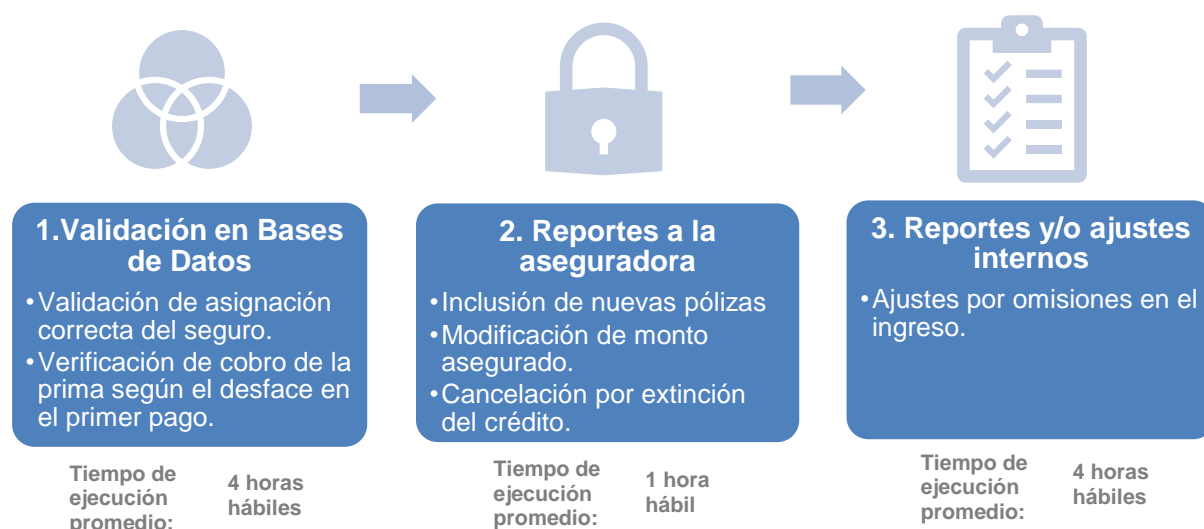 1.Validación en Bases
de Datos
•Validación de asignación
correcta del seguro.
•Verificación de cobro de la
prima según el desface en
el primer pago.
Tiempo de
ejecución
promedio:
4 horas
hábiles
2. Reportes a la
aseguradora
•Inclusión de nuevas pólizas
•Modificación de monto
asegurado.
•Cancelación por extinción
del crédito.
Tiempo de
ejecución
promedio:
1 hora
hábil
3. Reportes y/o ajustes
internos
•Ajustes por omisiones en el
ingreso.
Tiempo de
ejecución
promedio:
4 horas
hábiles